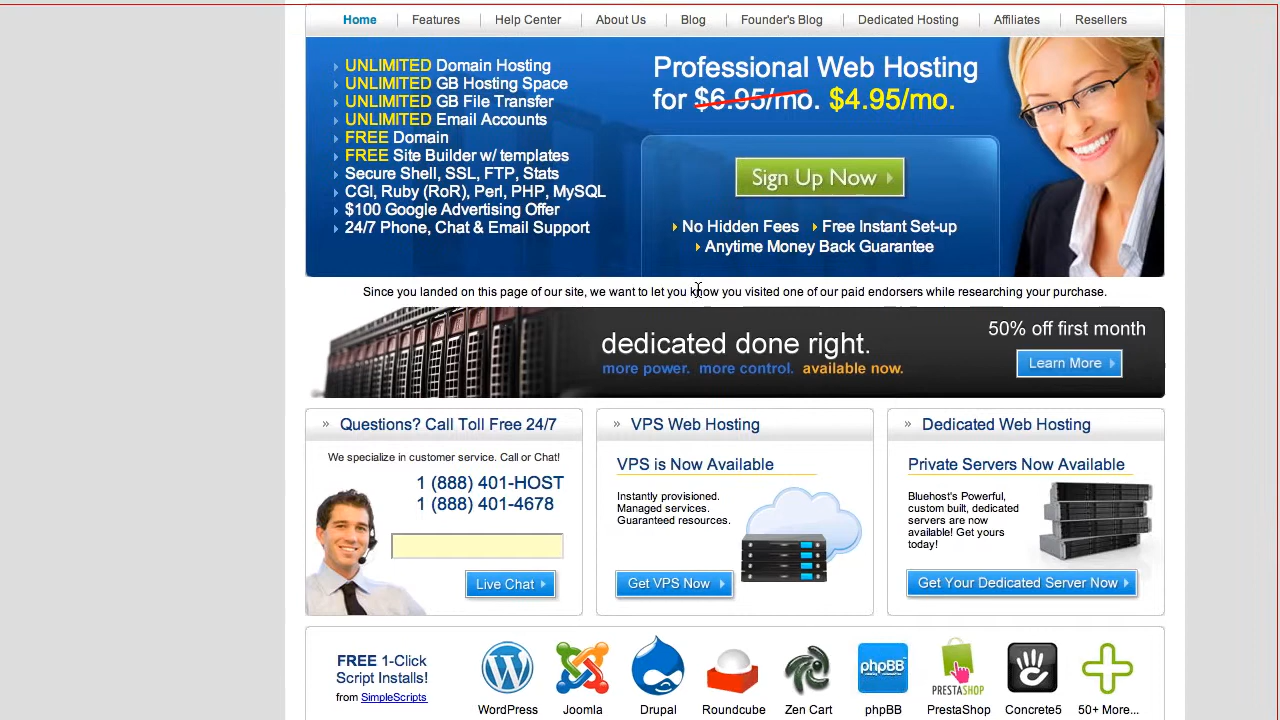 Home Features Help Center About Us Blog Founder's Blog Dedicated Hosting Affiliates Resellers
UNLIMITED Domain Hosting
UNLIMITED GB Hosting Space
UNLIMITED GB File Transfer
UNLIMITED Email Accounts
FREE Domain
FREE Site Builder w/ templates
Secure Shell, SSL, FTP, Stats
CGI, Ruby (RoR), Perl, PHP, MySQL
$100 Google Advertising Offer
24/7 Phone, Chat & Email Support
Professional Web Hosting
for $6.95/mo. $4.95/mo.
Sign Up Now
No Hidden Fees Free Instant Set-up
Anytime Money Back Guarantee
Since you landed on this page of our site, we want to let you know you visited one of our paid endorsers while researching your purchase.
dedicated done right.
more power. more control. available now.
50% off first month
Learn More
Questions? Call Toll Free 24/7
We specialize in customer service. Call or Chat!
1 (888) 401-HOST
1 (888) 401-4678
Live Chat
VPS Web Hosting
VPS is Now Available
Instantly provisioned.
Managed services.
Guaranteed resources.
Get VPS Now
Dedicated Web Hosting
Private Servers Now Available
Bluehost's Powerful,
custom built, dedicated
servers are now
available! Get yours
today!
Get Your Dedicated Server Now
FREE 1-Click
Script Installs!
from SimpleScripts
phpBB
PRESTASHOP
WordPress Joomla Drupal Roundcube Zen Cart phpBB PrestaShop Concrete5 50+ More...